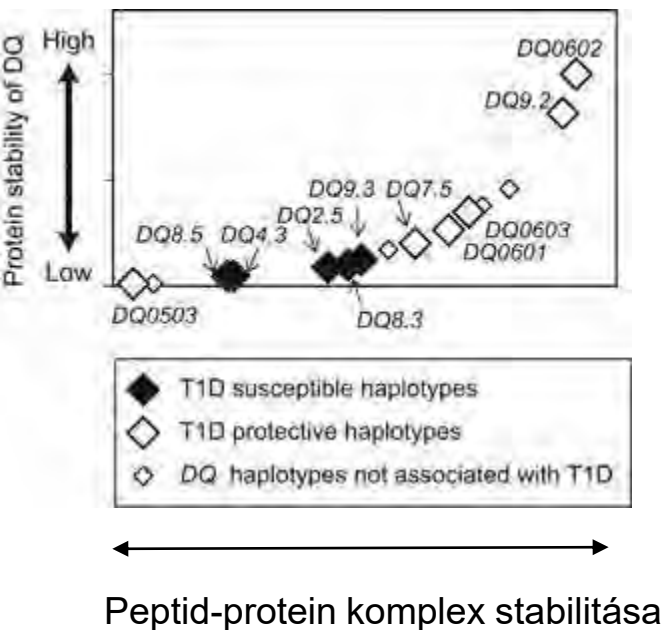 High
Protein stability of DQ
Low
DQ0602
DQ9.2
DQ9.3 DQ7.5
DQ2.5
DQ8.5 DQ4.3
DQ0603
DQ0601
DQ0503
DQ8.3
T1D susceptible haplotypes
T1D protective haplotypes
DQ haplotypes not associated with T1D
Peptid-protein komplex stabilitása